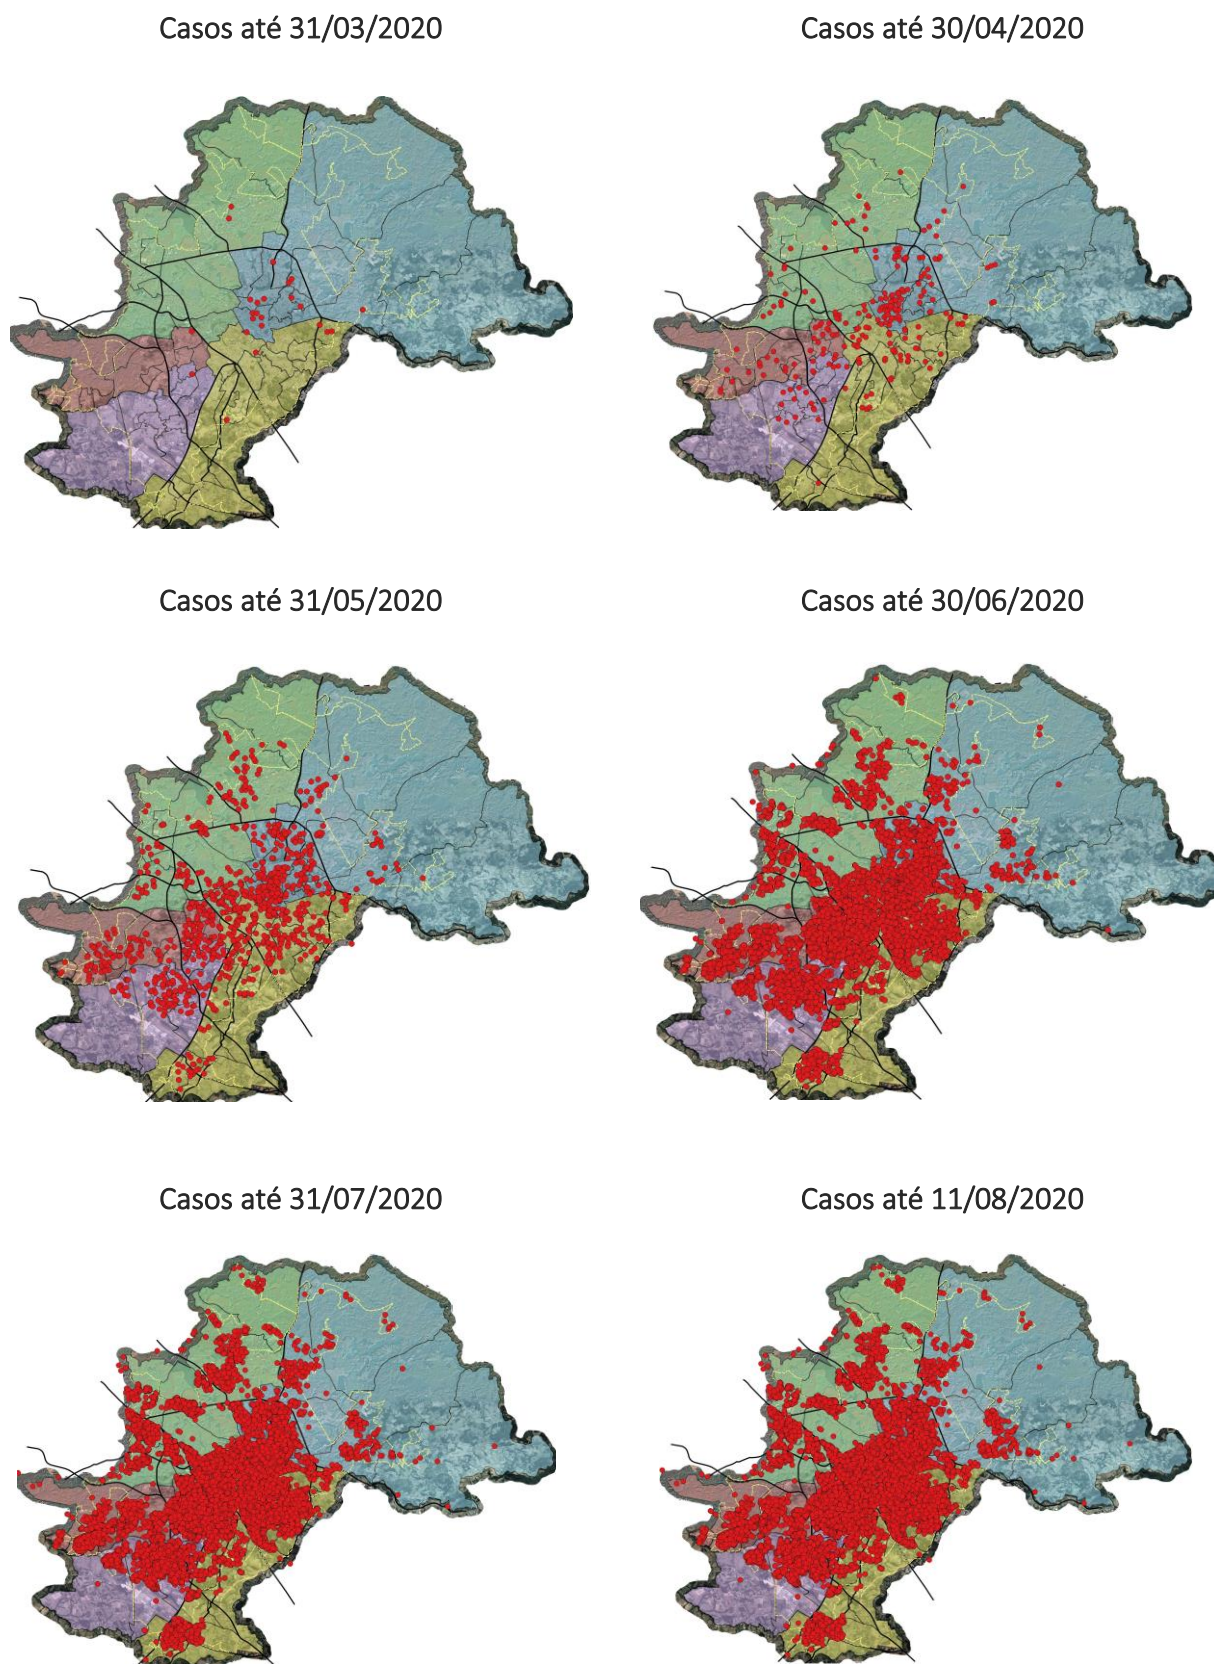 Casos até 31/03/2020
Casos até 30/04/2020
Casos até 31/05/2020
Casos até 30/06/2020
Casos até 31/07/2020
Casos até 11/08/2020